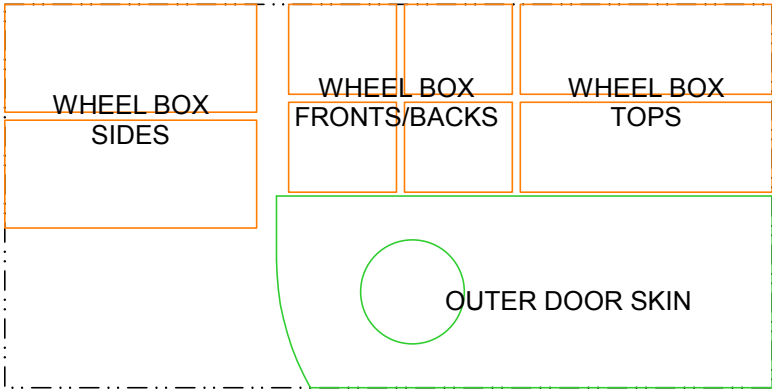 WHEEL BOX
SIDES
WHEEL BOX
FRONTS/BACKS
WHEEL BOX
TOPS
OUTER DOOR SKIN